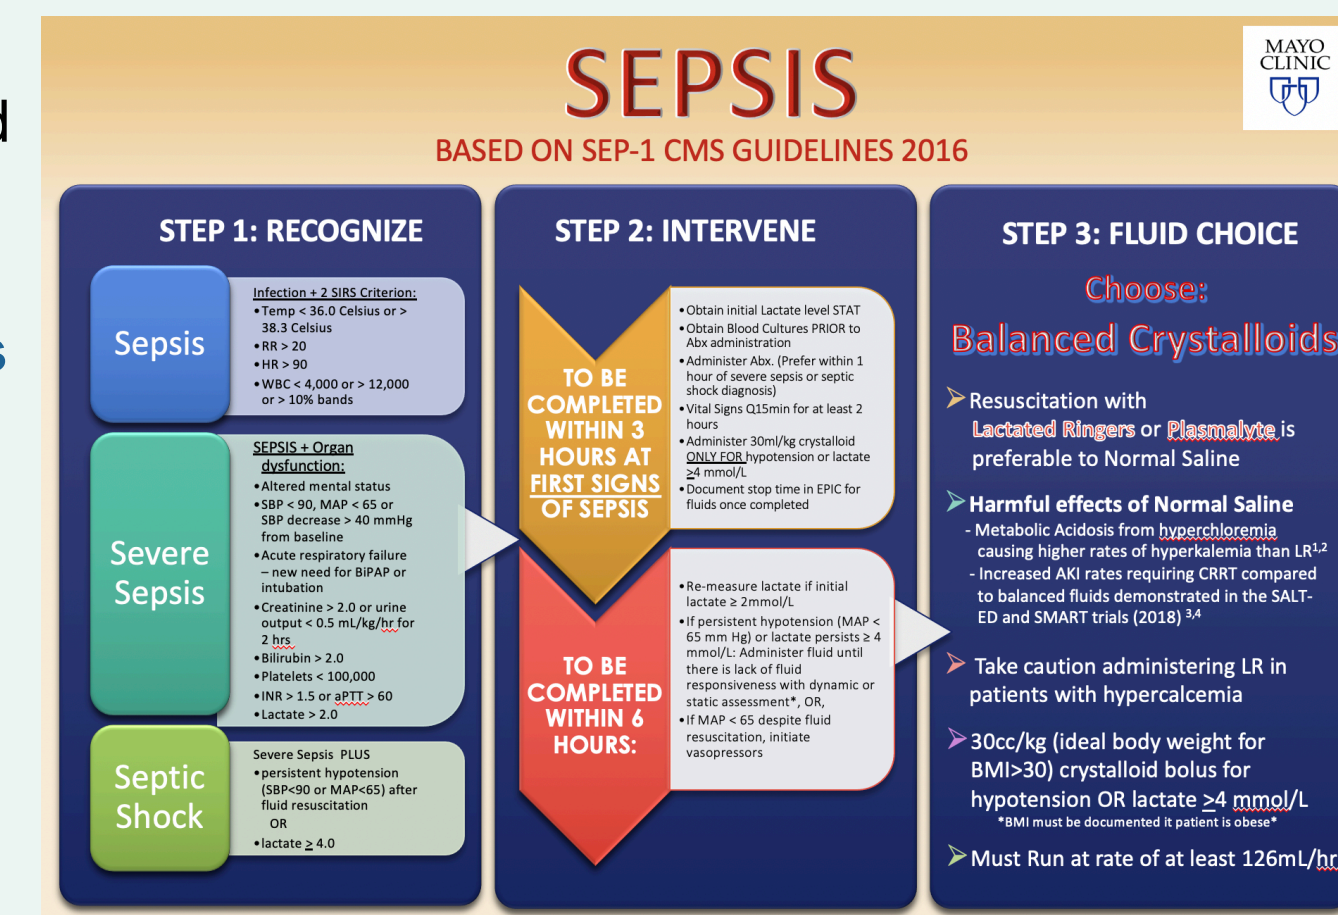 d
s
MAYO
CLINIC
SEPSIS
BASED ON SEP-1 CMS GUIDELINES 2016
STEP 1: RECOGNIZE
Sepsis
Infection + 2 SIRS Criterion:
•Temp < 36.0 Celsius or >
38.3 Celsius
•RR > 20
•HR > 90
•WBC < 4,000 or > 12,000
or > 10% bands
Severe
Sepsis
SEPSIS + Organ
dysfunction:
•Altered mental status
•SBP < 90, MAP < 65 or
SBP decrease > 40 mmHg
from baseline
•Acute respiratory failure
– new need for BiPAP or
intubation
•Creatinine > 2.0 or urine
output < 0.5 mL/kg/hr for
2 hrs
•Bilirubin > 2.0
•Platelets < 100,000
•INR > 1.5 or aPTT > 60
•Lactate > 2.0
Septic
Shock
Severe Sepsis PLUS
•persistent hypotension
(SBP<90 or MAP<65) after
fluid resuscitation
OR
•lactate ≥ 4.0
STEP 2: INTERVENE
TO BE
COMPLETED
WITHIN 3
HOURS AT
FIRST SIGNS
OF SEPSIS
•Obtain initial Lactate level STAT
•Obtain Blood Cultures PRIOR to
Abx administration
•Administer Abx. (Prefer within 1
hour of severe sepsis or septic
shock diagnosis)
•Vital Signs Q15min for at least 2
hours
•Administer 30ml/kg crystalloid
ONLY FOR hypotension or lactate
≥4 mmol/L
•Document stop time in EPIC for
fluids once completed
TO BE
COMPLETED
WITHIN 6
HOURS:
•Re-measure lactate if initial
lactate ≥ 2mmol/L
•If persistent hypotension (MAP <
65 mm Hg) or lactate persists ≥ 4
mmol/L: Administer fluid until
there is lack of fluid
responsiveness with dynamic or
static assessment*, OR,
•If MAP < 65 despite fluid
resuscitation, initiate
vasopressors
STEP 3: FLUID CHOICE
Choose:
Balanced Crystalloids
➢Resuscitation with
Lactated Ringers or Plasmalyte is
preferable to Normal Saline
➢Harmful effects of Normal Saline
- Metabolic Acidosis from hyperchloremia
causing higher rates of hyperkalemia than LR1,2
- Increased AKI rates requiring CRRT compared
to balanced fluids demonstrated in the SALT-
ED and SMART trials (2018) 3,4
➢ Take caution administering LR in
patients with hypercalcemia
➢30cc/kg (ideal body weight for
BMI>30) crystalloid bolus for
hypotension OR lactate ≥4 mmol/L
*BMI must be documented it patient is obese*
➢Must Run at rate of at least 126mL/hr